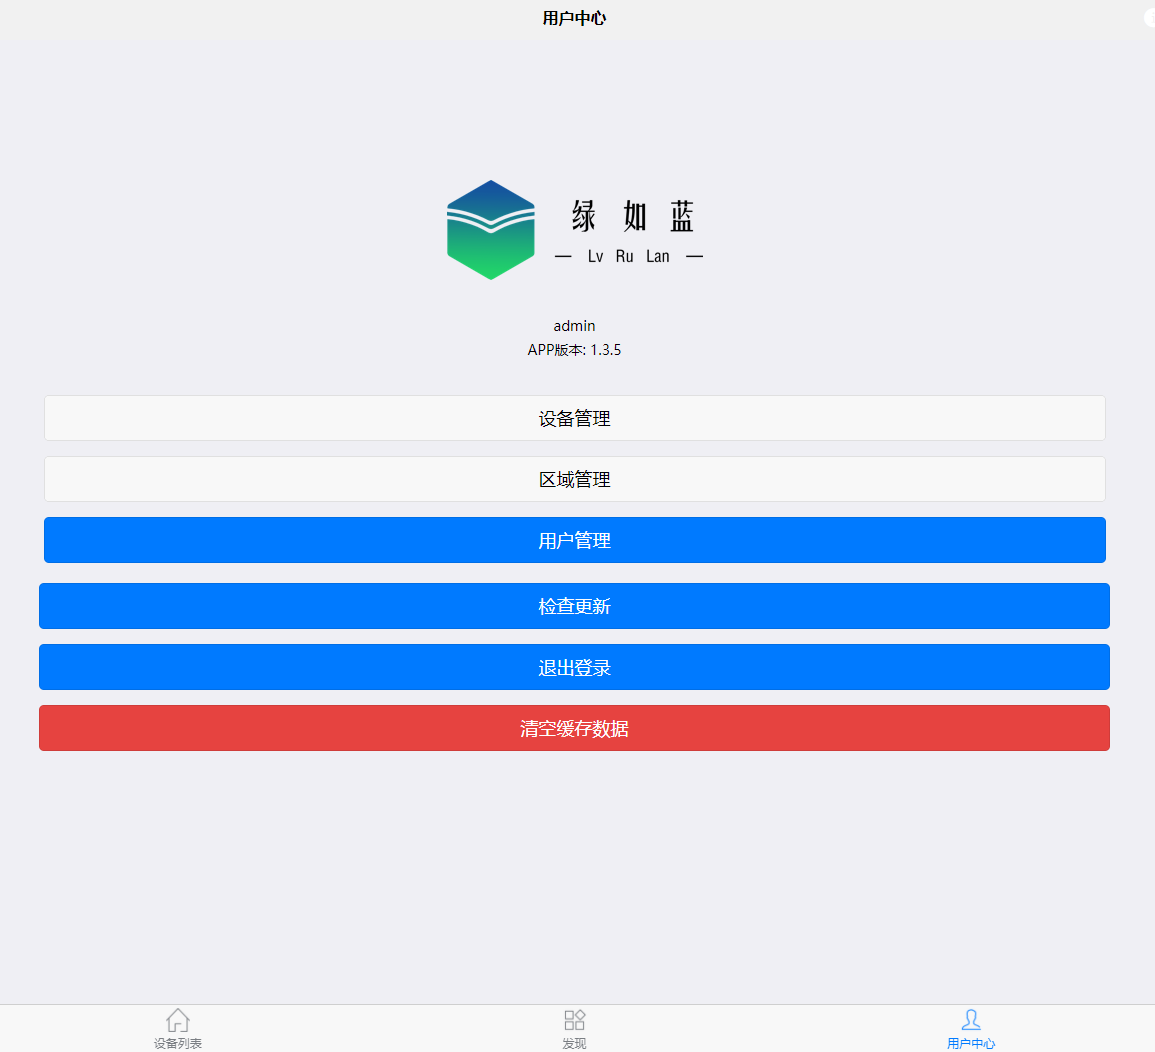 用户中心
绿如蓝
— Lv Ru Lan —
admin
APP版本: 1.3.5
设备管理
区域管理
用户管理
检查更新
退出登录
清空缓存数据
设备列表
发现
用户中心